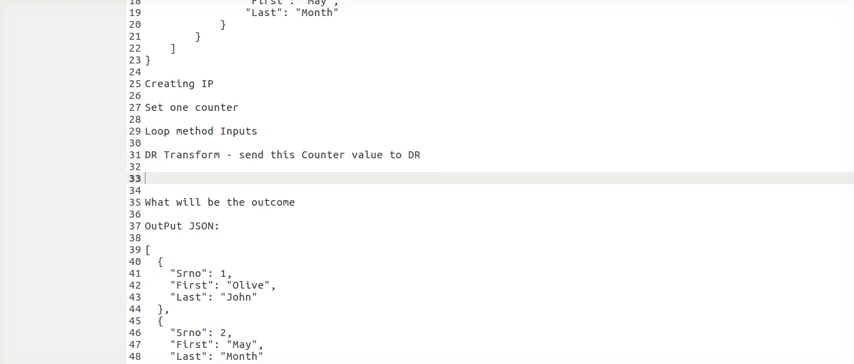 18 "First": "May",
19 "Last": "Month"
20 }
21 }
22 ]
23 }
24
25 Creating IP
26
27 Set one counter
28
29 Loop method Inputs
30
31 DR Transform - send this Counter value to DR
32
33
34
35 What will be the outcome
36
37 OutPut JSON:
38
39 [
40 {
41 "Srno": 1,
42 "First": "Olive",
43 "Last": "John"
44 },
45 {
46 "Srno": 2,
47 "First": "May",
48 "Last": "Month"